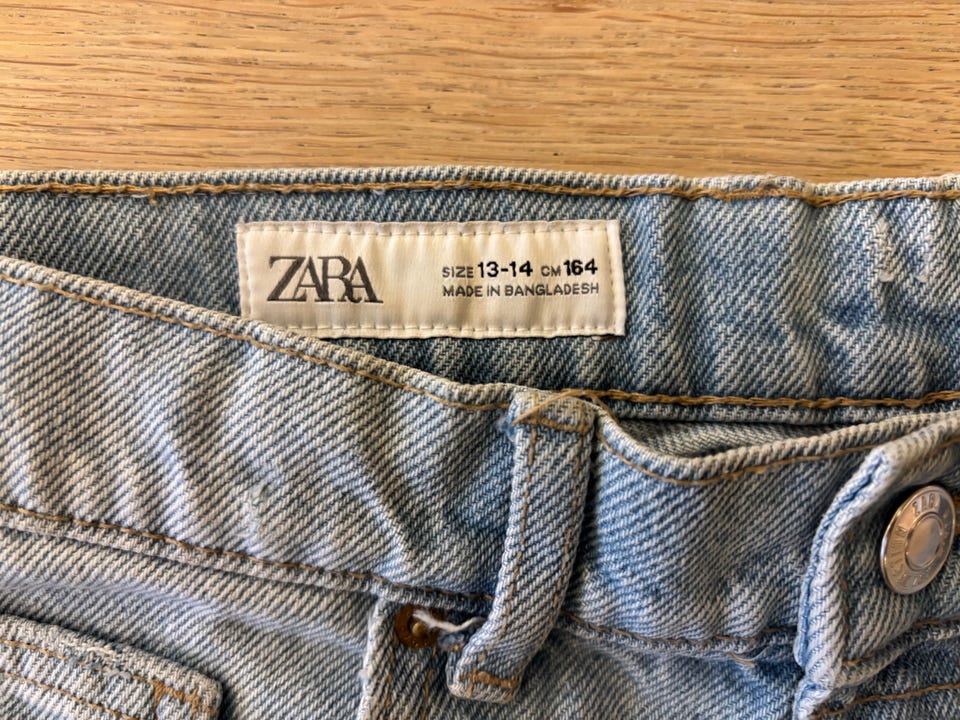 ZARA
SIZE 13-14 CM 164
MADE IN BANGLADESH